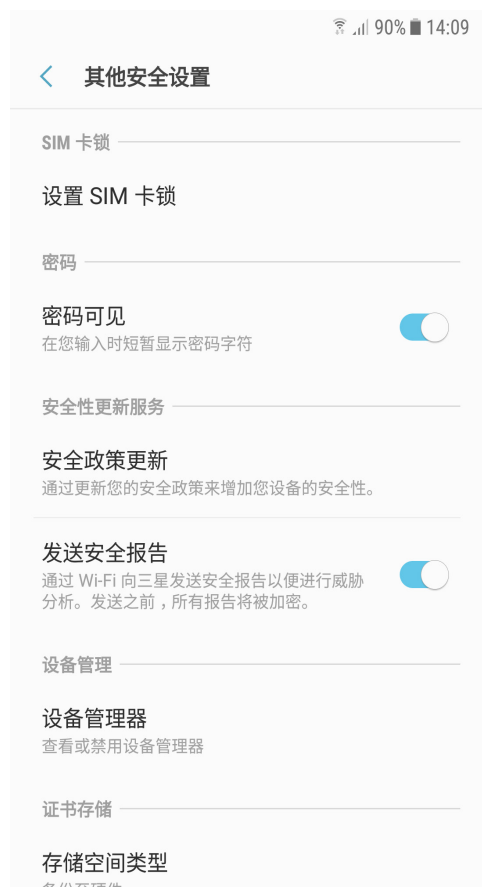 90% 14:09
其他安全设置
SIM 卡锁
设置 SIM 卡锁
密码
密码可见
在您输入时短暂显示密码字符
安全性更新服务
安全政策更新
通过更新您的安全政策来增加您设备的安全性。
发送安全报告
通过 Wi-Fi 向三星发送安全报告以便进行威胁
分析。发送之前，所有报告将被加密。
设备管理
设备管理器
查看或禁用设备管理器
证书存储
存储空间类型